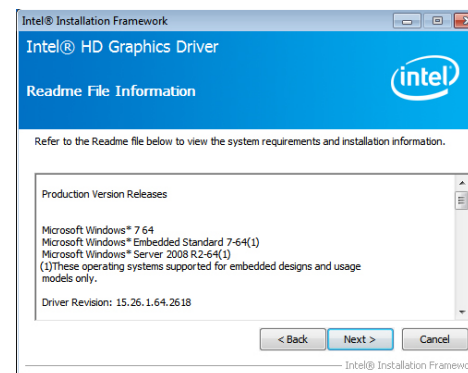 Intel® Installation Framework
Intel® HD Graphics Driver
Readme File Information
intel
Refer to the Readme file below to view the system requirements and installation information.
Production Version Releases
Microsoft Windows* 7 64
Microsoft Windows* Embedded Standard 7-64(1)
Microsoft Windows* Server 2008 R2-64(1)
(1)These operating systems supported for embedded designs and usage
models only.
Driver Revision: 15.26.1.64.2618
< Back Next > Cancel
Intel® Installation Framewo